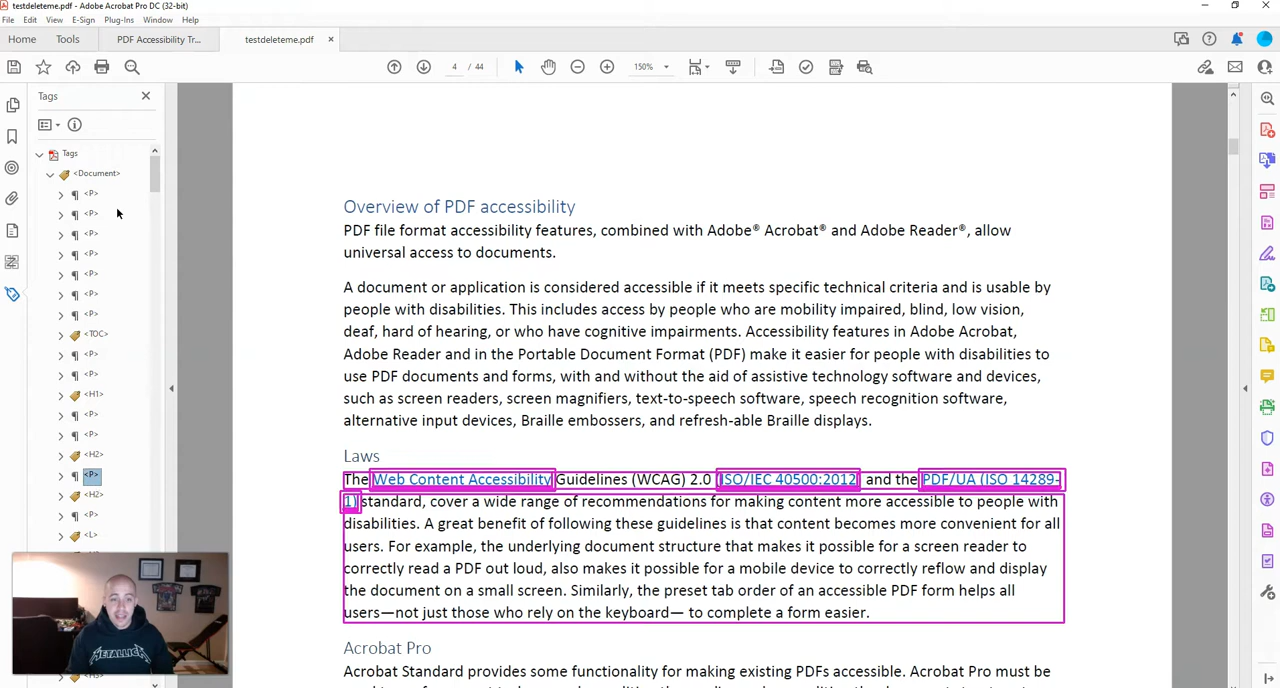 testdeleteme.pdf - Adobe Acrobat Pro DC (32-bit)
File Edit View E-Sign Plug-Ins Window Help
Home Tools PDF Accessibility Tr... testdeleteme.pdf ×
4 / 44 150%
Tags
Tags
<Document>
<P>
<P>
<P>
<P>
<P>
<P>
<P>
<TOC>
<P>
<P>
<H1>
<P>
<P>
<H2>
<P>
<H2>
<P>
<L>
<H3>
Overview of PDF accessibility
PDF file format accessibility features, combined with Adobe® Acrobat® and Adobe Reader®, allow
universal access to documents.
A document or application is considered accessible if it meets specific technical criteria and is usable by
people with disabilities. This includes access by people who are mobility impaired, blind, low vision,
deaf, hard of hearing, or who have cognitive impairments. Accessibility features in Adobe Acrobat,
Adobe Reader and in the Portable Document Format (PDF) make it easier for people with disabilities to
use PDF documents and forms, with and without the aid of assistive technology software and devices,
such as screen readers, screen magnifiers, text-to-speech software, speech recognition software,
alternative input devices, Braille embossers, and refresh-able Braille displays.
Laws
The Web Content Accessibility Guidelines (WCAG) 2.0 (ISO/IEC 40500:2012) and the PDF/UA (ISO 14289-
1) standard, cover a wide range of recommendations for making content more accessible to people with
disabilities. A great benefit of following these guidelines is that content becomes more convenient for all
users. For example, the underlying document structure that makes it possible for a screen reader to
correctly read a PDF out loud, also makes it possible for a mobile device to correctly reflow and display
the document on a small screen. Similarly, the preset tab order of an accessible PDF form helps all
users—not just those who rely on the keyboard— to complete a form easier.
Acrobat Pro
Acrobat Standard provides some functionality for making existing PDFs accessible. Acrobat Pro must be
METALLICA